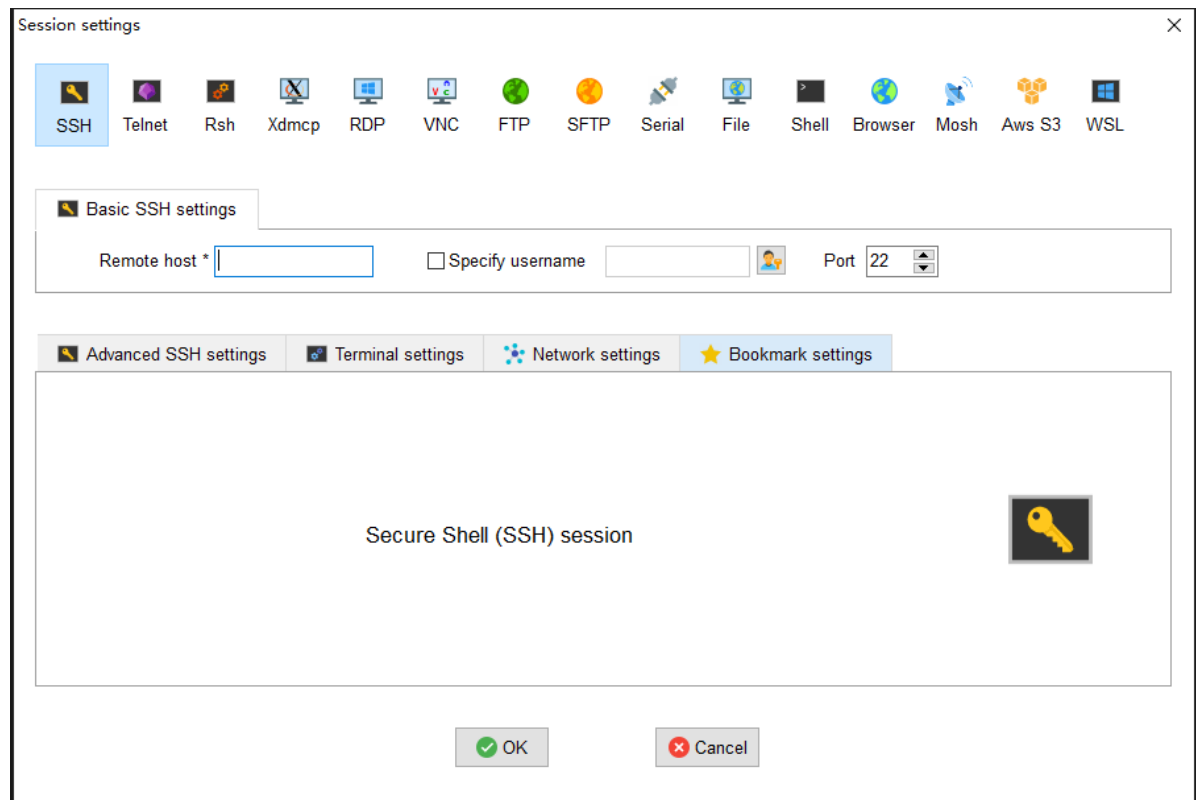 Session settings
SSH Telnet Rsh Xdmcp RDP VNC FTP SFTP Serial File Shell Browser Mosh Aws S3 WSL
Basic SSH settings
Remote host * Specify username Port 22
Advanced SSH settings Terminal settings Network settings Bookmark settings
Secure Shell (SSH) session
OK Cancel